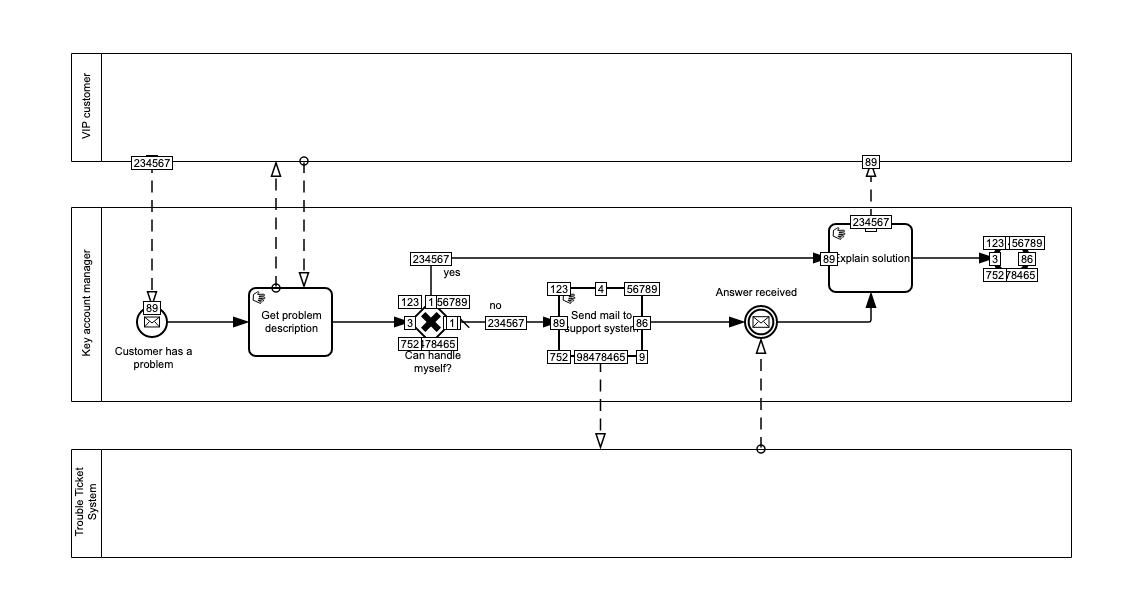 VIP customer
234567
89
Key account manager
234567
123
56789
89
Explain solution
3
86
752
78465
234567
yes
89
Customer has a
problem
Get problem
description
123
1
56789
3
1
752
78465
Can handle
myself?
no
234567
123
4
56789
Send mail to
support system
89
86
752
98478465
9
Answer received
Trouble Ticket
System